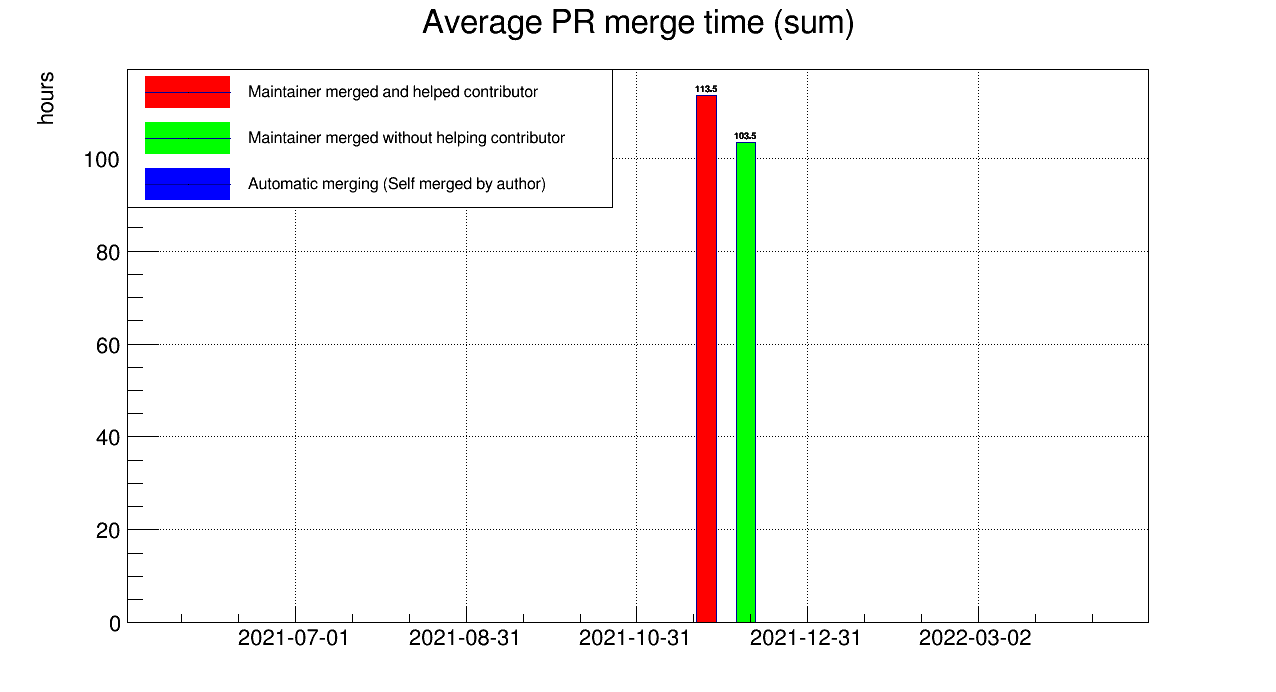 Average PR merge time (sum)
hours
Maintainer merged and helped contributor
Maintainer merged without helping contributor
Automatic merging (Self merged by author)
113.5
103.5
100
80
60
40
20
0
2021-07-01
2021-08-31
2021-10-31
2021-12-31
2022-03-02